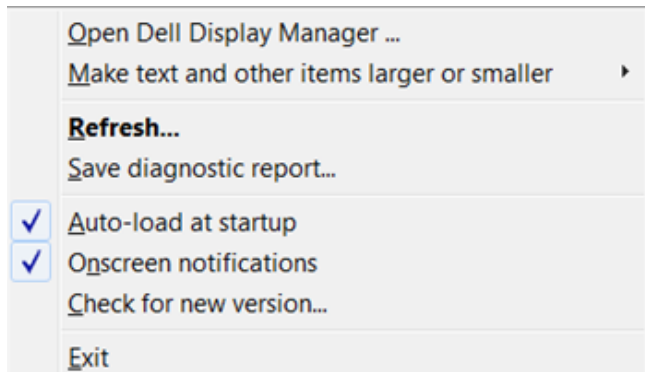 Open Dell Display Manager ...
Make text and other items larger or smaller
Refresh...
Save diagnostic report...
Auto-load at startup
Onscreen notifications
Check for new version...
Exit